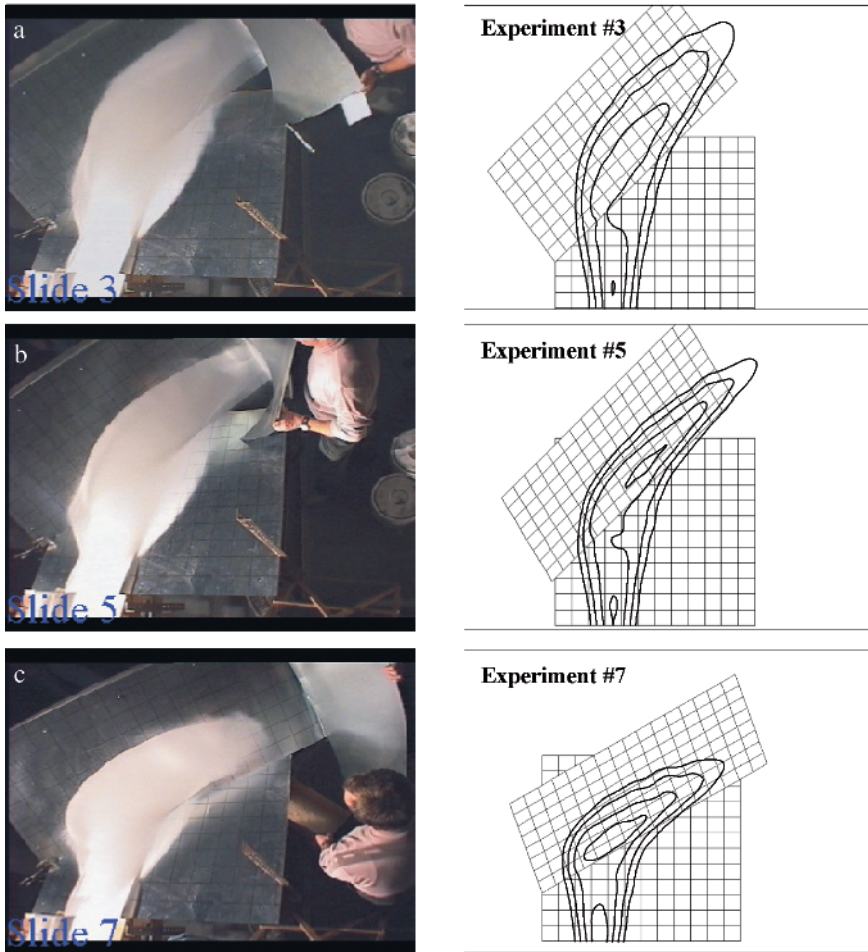 a
Slide 3
Experiment #3
b
Slide 5
Experiment #5
c
Slide 7
Experiment #7